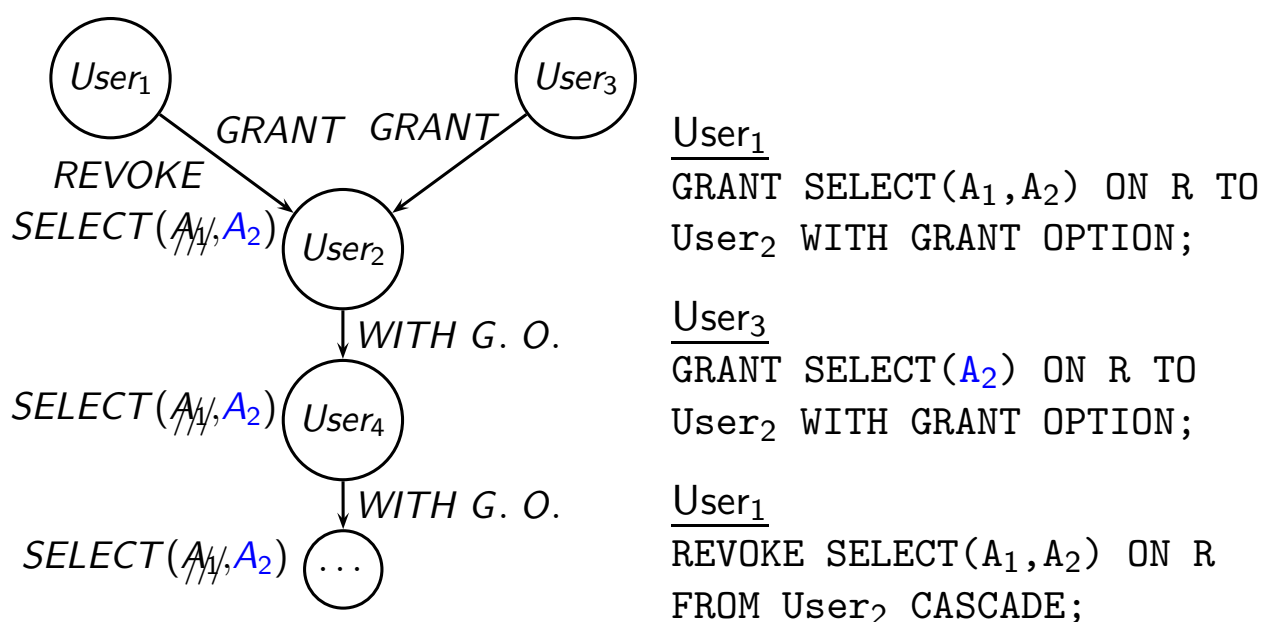 User₁
User₃
GRANT GRANT
REVOKE
SELECT(A₁,A₂)
User₂
WITH G. O.
SELECT(A₁,A₂)
User₄
WITH G. O.
SELECT(A₁,A₂)
...
User₁
GRANT SELECT(A₁,A₂) ON R TO
User₂ WITH GRANT OPTION;
User₃
GRANT SELECT(A₂) ON R TO
User₂ WITH GRANT OPTION;
User₁
REVOKE SELECT(A₁,A₂) ON R
FROM User₂ CASCADE;